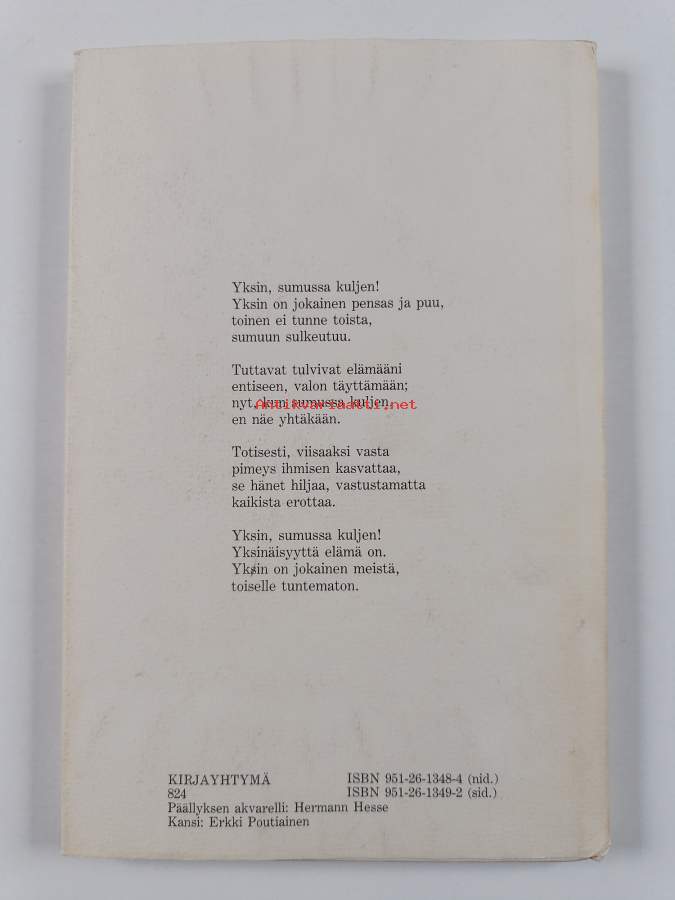 Yksin, sumussa kuljen!
Yksin on jokainen pensas ja puu,
toinen ei tunne toista,
sumuun sulkeutuu.
Tuttavat tulvivat elämääni
entiseen, valon täyttämään;
nyt, kun sumussa kuljen,
Antikvariaatti.net
en näe yhtäkään.
Totisesti, viisaaksi vasta
pimeys ihmisen kasvattaa,
se hänet hiljaa, vastustamatta
kaikista erottaa.
Yksin, sumussa kuljen!
Yksinäisyyttä elämä on.
Yksin on jokainen meistä,
toiselle tuntematon.
KIRJAYHTYMÄ ISBN 951-26-1348-4 (nid.)
824 ISBN 951-26-1349-2 (sid.)
Päällyksen akvarelli: Hermann Hesse
Kansi: Erkki Poutiainen